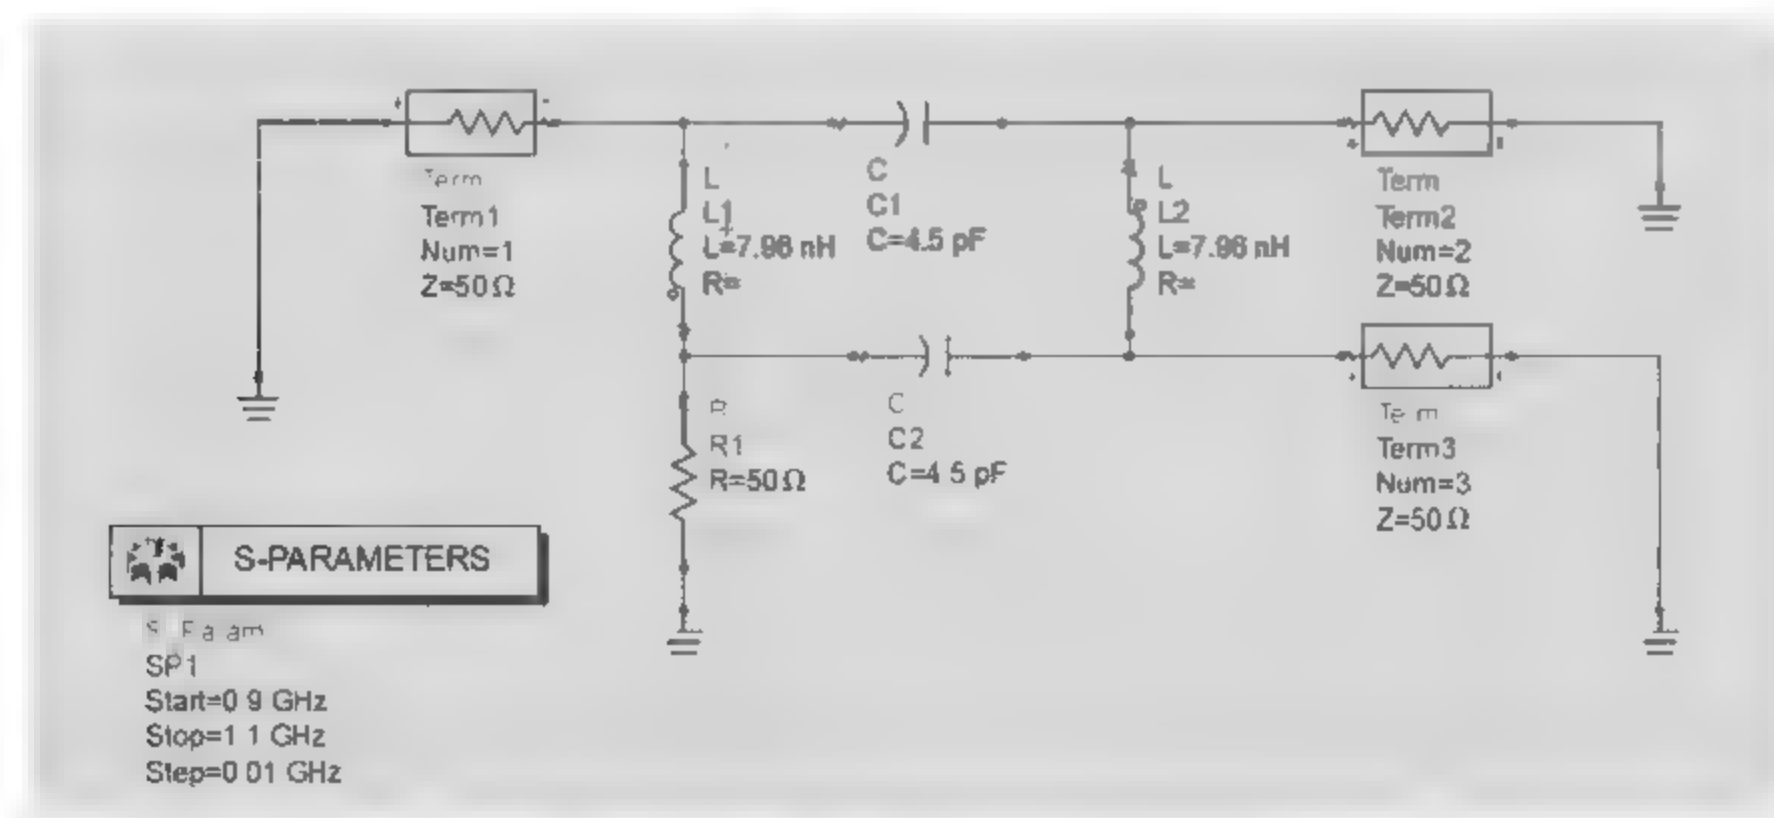 Term
Term1
Num=1
Z=50 Ω
L
L1
L=7.96 nH
R=
C
C1
C=4.5 pF
L
L2
L=7.96 nH
R=
Term
Term2
Num=2
Z=50 Ω
R
R1
R=50 Ω
C
C2
C=4 5 pF
Term
Term3
Num=3
Z=50 Ω
S-PARAMETERS
SP1
Start=0 9 GHz
Stop=1 1 GHz
Step=0 01 GHz